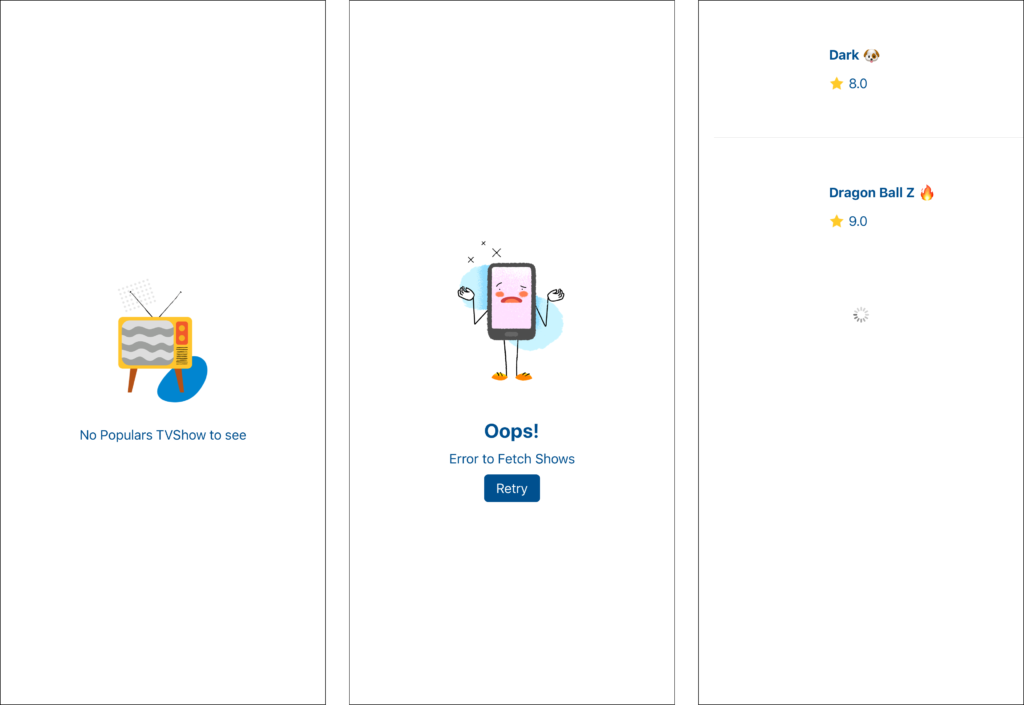 No Populars TVShow to see
Oops!
Error to Fetch Shows
Retry
Dark 🐶
⭐ 8.0
Dragon Ball Z 🔥
⭐ 9.0